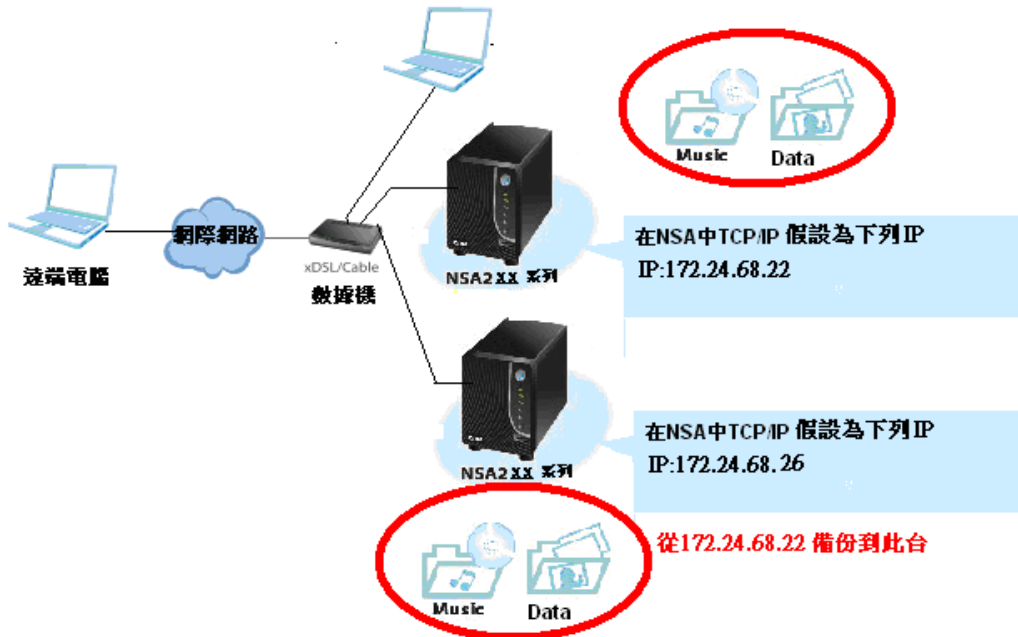 Music
Data
網際網路
遠端電腦
xDSL/Cable
數據機
NSA2XX 系列
在NSA中TCP/IP 假設為下列IP
IP:172.24.68.22
NSA2XX 系列
在NSA中TCP/IP 假設為下列IP
IP:172.24.68.26
從172.24.68.22 備份到此台
Music
Data